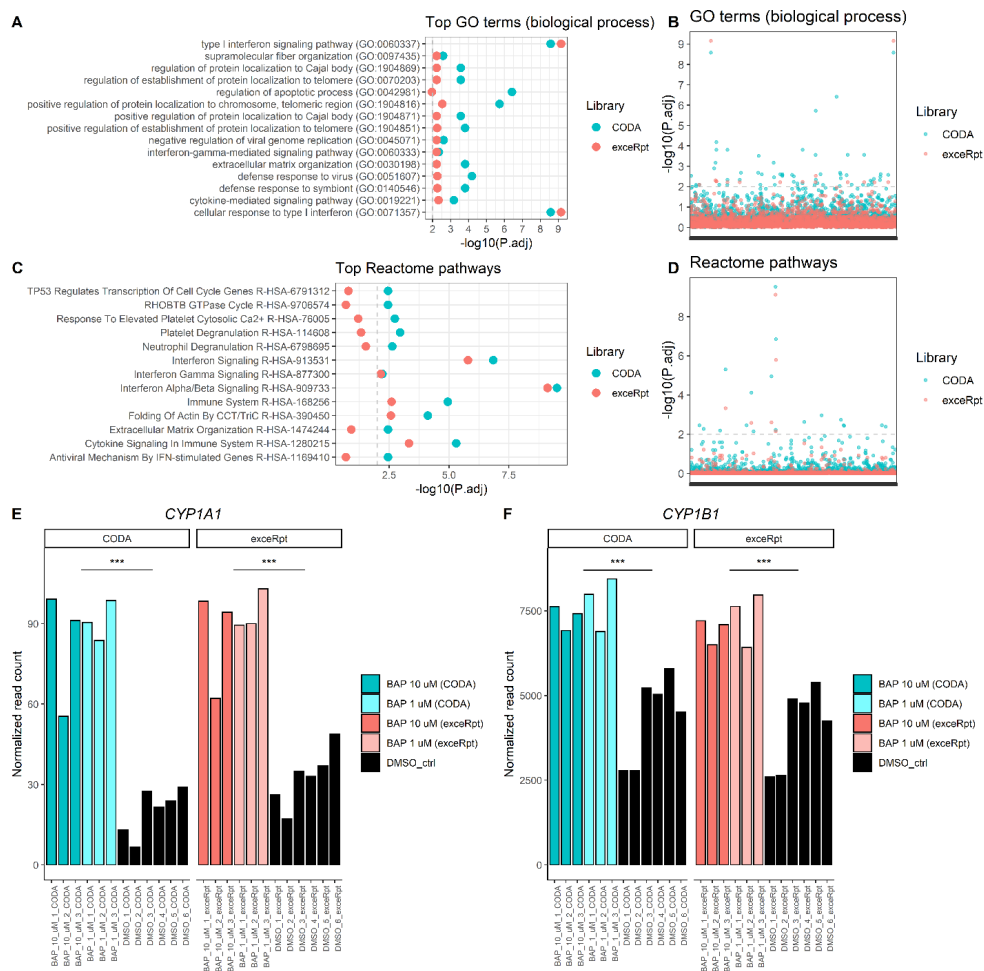 A
Top GO terms (biological process)
type I interferon signaling pathway (GO:0060337)
supramolecular fiber organization (GO:0097435)
regulation of protein localization to Cajal body (GO:1904869)
regulation of establishment of protein localization to telomere (GO:0070203)
regulation of apoptotic process (GO:0042981)
positive regulation of protein localization to chromosome, telomeric region (GO:1904816)
positive regulation of protein localization to Cajal body (GO:1904871)
positive regulation of establishment of protein localization to telomere (GO:1904851)
negative regulation of viral genome replication (GO:0045071)
interferon-gamma-mediated signaling pathway (GO:0060333)
extracellular matrix organization (GO:0030198)
defense response to virus (GO:0051607)
defense response to symbiont (GO:0140546)
cytokine-mediated signaling pathway (GO:0019221)
cellular response to type I interferon (GO:0071357)
2 3 4 5 6 7 8 9
-log10(P.adj)
Library
CODA
exceRpt
B
GO terms (biological process)
-log10(P.adj)
9
8
7
6
5
4
3
2
1
0
Library
CODA
exceRpt
C
Top Reactome pathways
TP53 Regulates Transcription Of Cell Cycle Genes R-HSA-6791312
RHOBTB GTPase Cycle R-HSA-9706574
Response To Elevated Platelet Cytosolic Ca2+ R-HSA-76005
Platelet Degranulation R-HSA-114608
Neutrophil Degranulation R-HSA-6798695
Interferon Signaling R-HSA-913531
Interferon Gamma Signaling R-HSA-877300
Interferon Alpha/Beta Signaling R-HSA-909733
Immune System R-HSA-168256
Folding Of Actin By CCT/TriC R-HSA-390450
Extracellular Matrix Organization R-HSA-1474244
Cytokine Signaling In Immune System R-HSA-1280215
Antiviral Mechanism By IFN-stimulated Genes R-HSA-1169410
2.5 5.0 7.5
-log10(P.adj)
Library
CODA
exceRpt
D
Reactome pathways
-log10(P.adj)
8
6
4
2
0
Library
CODA
exceRpt
E
CYP1A1
CODA
exceRpt
***
***
Normalized read count
90
60
30
0
BAP_10_uM_1_CODA
BAP_10_uM_2_CODA
BAP_10_uM_3_CODA
BAP_1_uM_1_CODA
BAP_1_uM_2_CODA
BAP_1_uM_3_CODA
DMSO_1_CODA
DMSO_2_CODA
DMSO_3_CODA
DMSO_4_CODA
DMSO_5_CODA
DMSO_6_CODA
BAP_10_uM_1_exceRpt
BAP_10_uM_2_exceRpt
BAP_10_uM_3_exceRpt
BAP_1_uM_1_exceRpt
BAP_1_uM_2_exceRpt
BAP_1_uM_3_exceRpt
DMSO_1_exceRpt
DMSO_2_exceRpt
DMSO_3_exceRpt
DMSO_4_exceRpt
DMSO_5_exceRpt
DMSO_6_exceRpt
BAP 10 uM (CODA)
BAP 1 uM (CODA)
BAP 10 uM (exceRpt)
BAP 1 uM (exceRpt)
DMSO_ctrl
F
CYP1B1
CODA
exceRpt
***
***
Normalized read count
7500
5000
2500
0
BAP_10_uM_1_CODA
BAP_10_uM_2_CODA
BAP_10_uM_3_CODA
BAP_1_uM_1_CODA
BAP_1_uM_2_CODA
BAP_1_uM_3_CODA
DMSO_1_CODA
DMSO_2_CODA
DMSO_3_CODA
DMSO_4_CODA
DMSO_5_CODA
DMSO_6_CODA
BAP_10_uM_1_exceRpt
BAP_10_uM_2_exceRpt
BAP_10_uM_3_exceRpt
BAP_1_uM_1_exceRpt
BAP_1_uM_2_exceRpt
BAP_1_uM_3_exceRpt
DMSO_1_exceRpt
DMSO_2_exceRpt
DMSO_3_exceRpt
DMSO_4_exceRpt
DMSO_5_exceRpt
DMSO_6_exceRpt
BAP 10 uM (CODA)
BAP 1 uM (CODA)
BAP 10 uM (exceRpt)
BAP 1 uM (exceRpt)
DMSO_ctrl